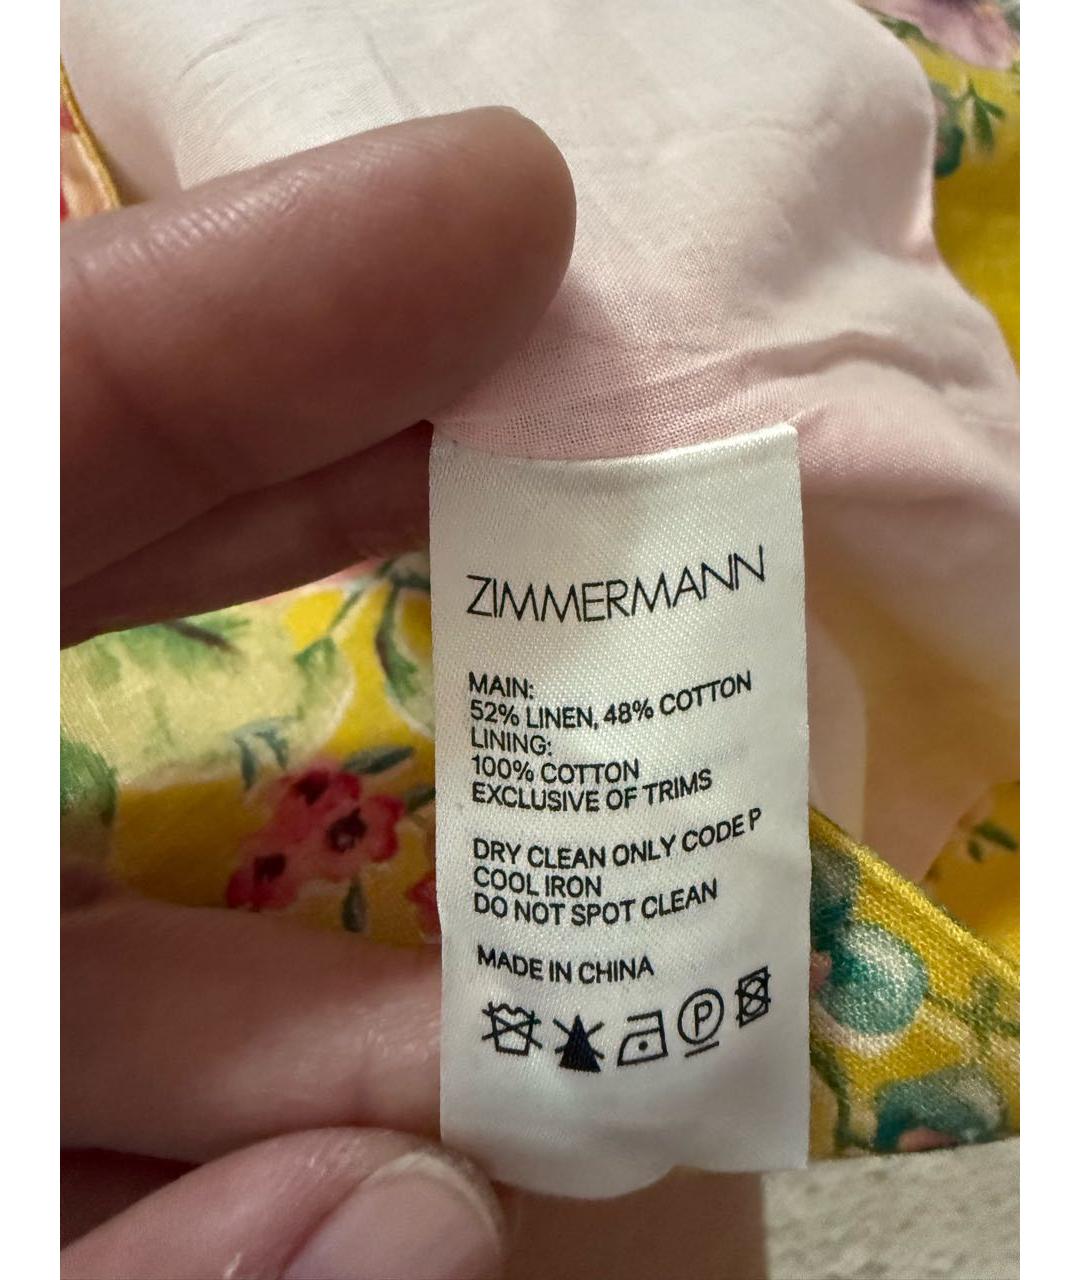 ZIMMERMANN
MAIN:
52% LINEN, 48% COTTON
LINING:
100% COTTON
EXCLUSIVE OF TRIMS
DRY CLEAN ONLY CODE P
COOL IRON
DO NOT SPOT CLEAN
MADE IN CHINA
P